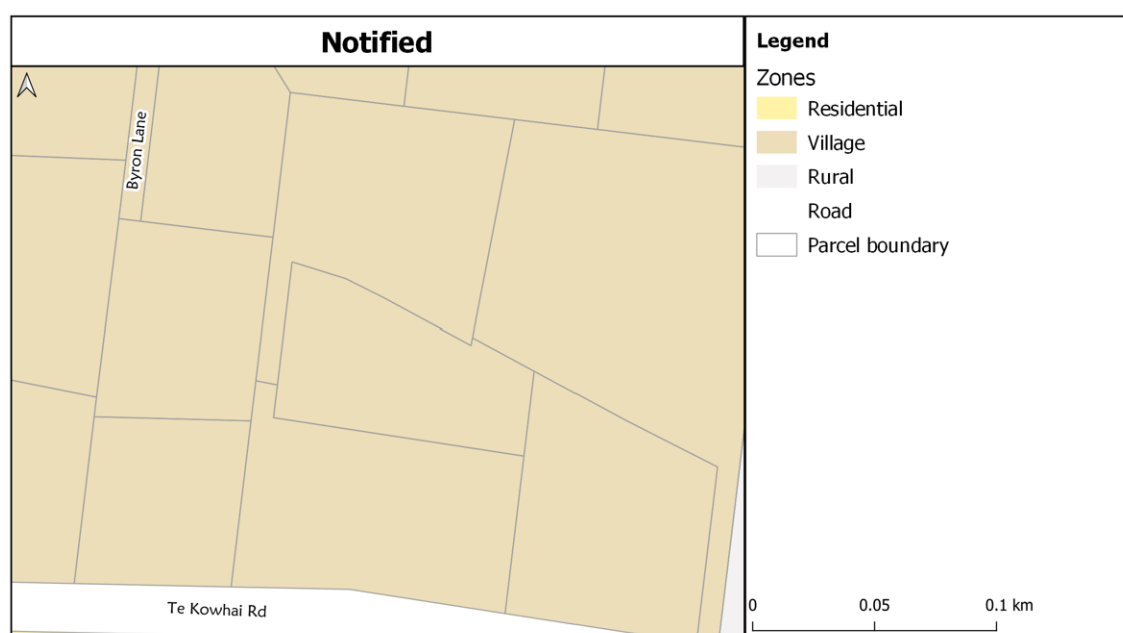 Notified
Byron Lane
Te Kowhai Rd
Legend
Zones
Residential
Village
Rural
Road
Parcel boundary
0 0.05 0.1 km